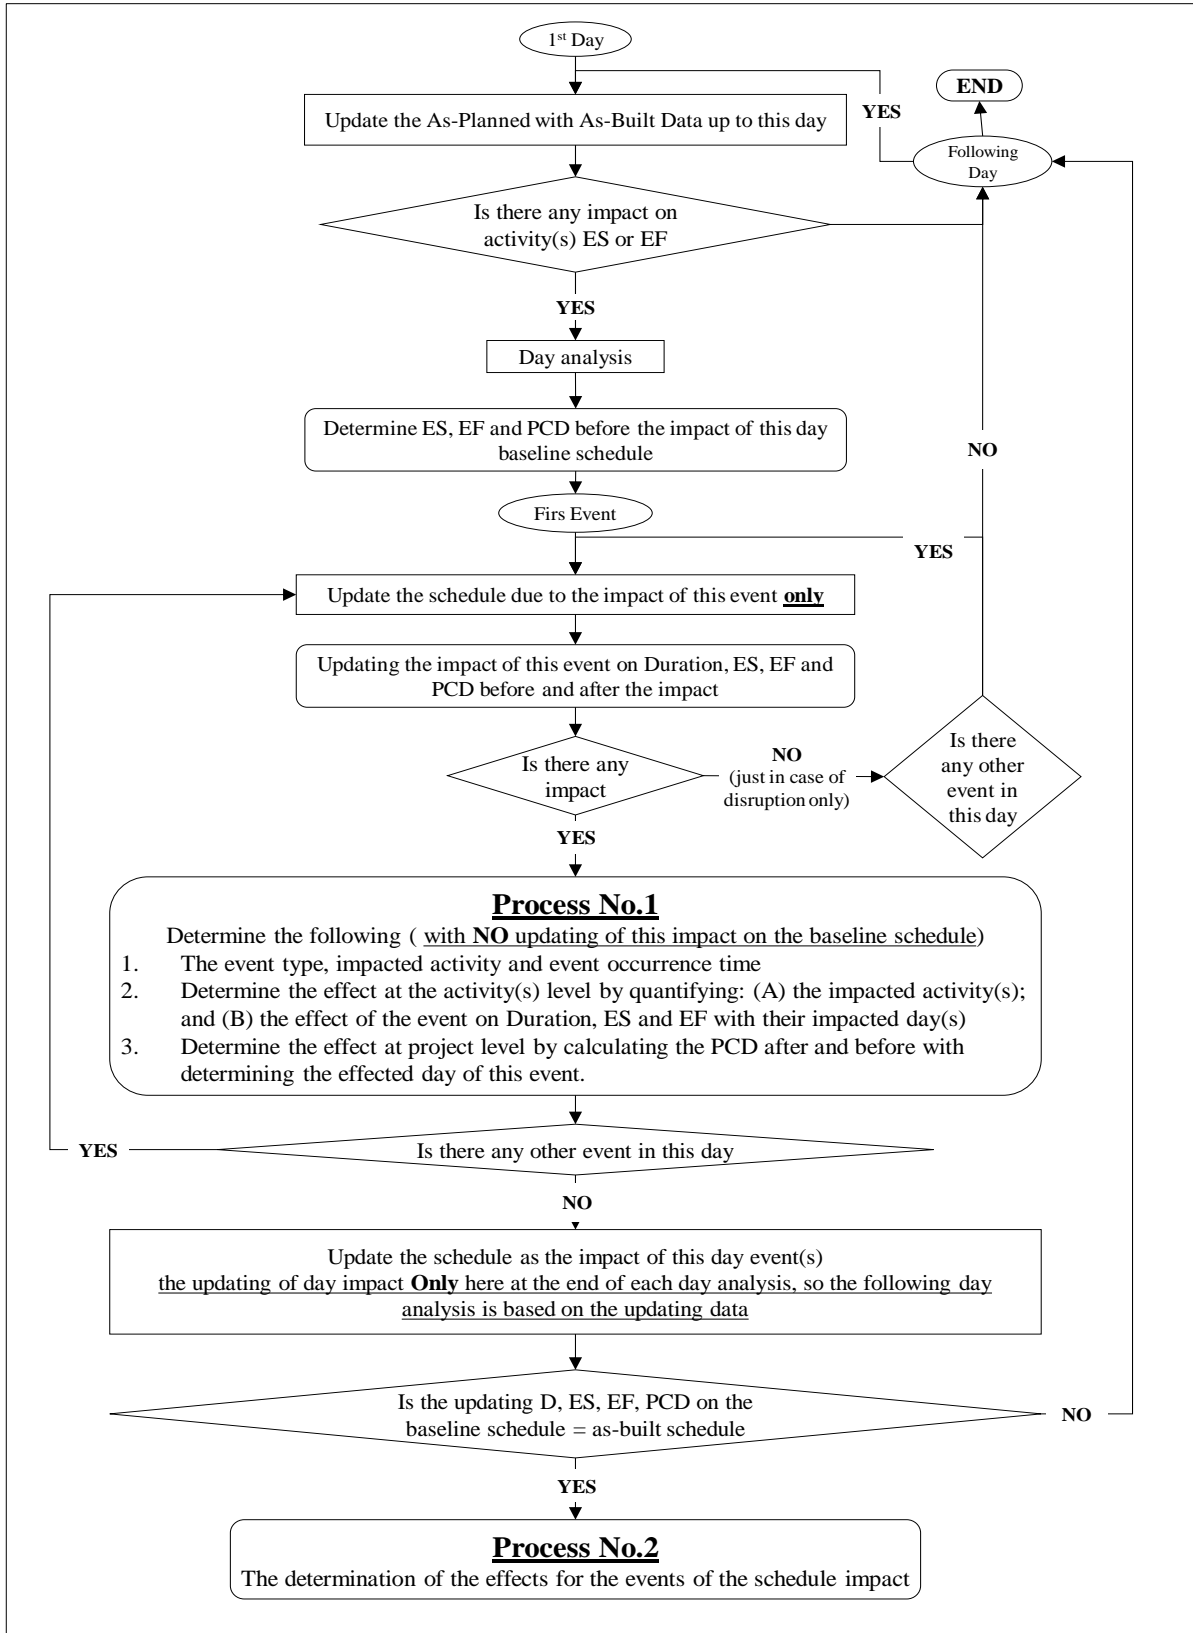 1st Day
END
YES
Update the As-Planned with As-Built Data up to this day
Following
Day
Is there any impact on
activity(s) ES or EF
YES
Day analysis
Determine ES, EF and PCD before the impact of this day
baseline schedule
NO
Firs Event
YES
Update the schedule due to the impact of this event only
Updating the impact of this event on Duration, ES, EF and
PCD before and after the impact
Is there any
impact
NO
(just in case of
disruption only)
Is there
any other
event in
this day
YES
Process No.1
Determine the following ( with NO updating of this impact on the baseline schedule)
1. The event type, impacted activity and event occurrence time
2. Determine the effect at the activity(s) level by quantifying: (A) the impacted activity(s);
and (B) the effect of the event on Duration, ES and EF with their impacted day(s)
3. Determine the effect at project level by calculating the PCD after and before with
determining the effected day of this event.
YES
Is there any other event in this day
NO
Update the schedule as the impact of this day event(s)
the updating of day impact Only here at the end of each day analysis, so the following day
analysis is based on the updating data
Is the updating D, ES, EF, PCD on the
baseline schedule = as-built schedule
NO
YES
Process No.2
The determination of the effects for the events of the schedule impact